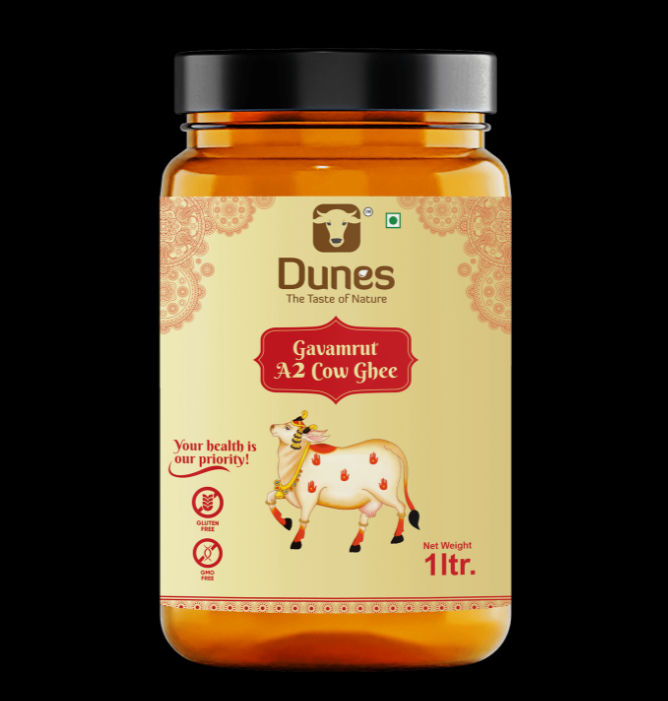 TM
Dunes
The Taste of Nature
Gavamrut
A2 Cow Ghee
Your health is
our priority!
GLUTEN
FREE
GMO
FREE
Net Weight
1ltr.